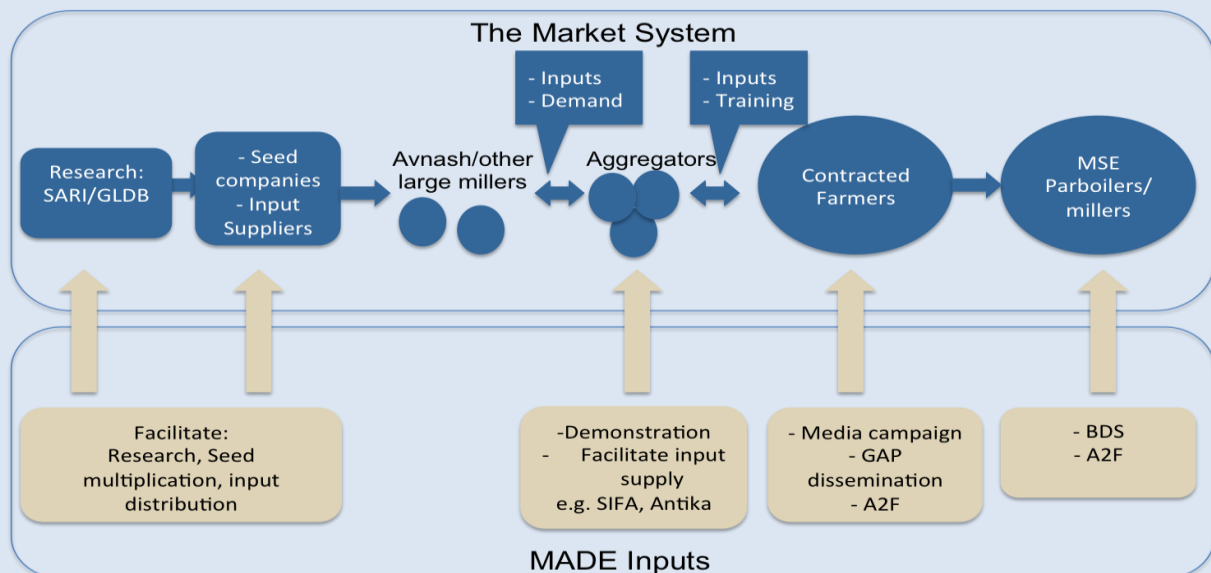 The Market System
- Inputs
- Demand
- Inputs
- Training
Research:
SARI/GLDB
- Seed
companies
- Input
Suppliers
Avnash/other
large millers
Aggregators
Contracted
Farmers
MSE
Parboilers/
millers
Facilitate:
Research, Seed
multiplication, input
distribution
-Demonstration
- Facilitate input
supply
e.g. SIFA, Antika
- Media campaign
- GAP
dissemination
- A2F
- BDS
- A2F
MADE Inputs